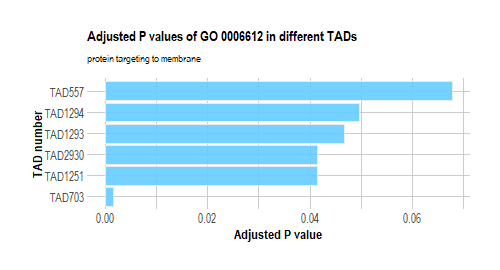 Adjusted P values of GO 0006612 in different TADs
protein targeting to membrane
TAD number
TAD557
TAD1294
TAD1293
TAD2930
TAD1251
TAD703
0.00 0.02 0.04 0.06
Adjusted P value